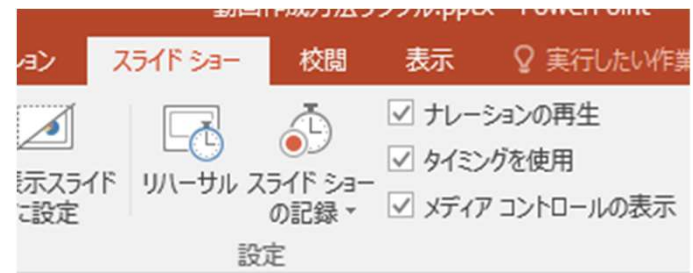 動画作成方法サンプル.pptx - PowerPoint
ション スライド ショー 校閲 表示 実行したい作業
表示スライド
に設定
リハーサル
スライド ショー
の記録
ナレーションの再生
タイミングを使用
メディア コントロールの表示
設定